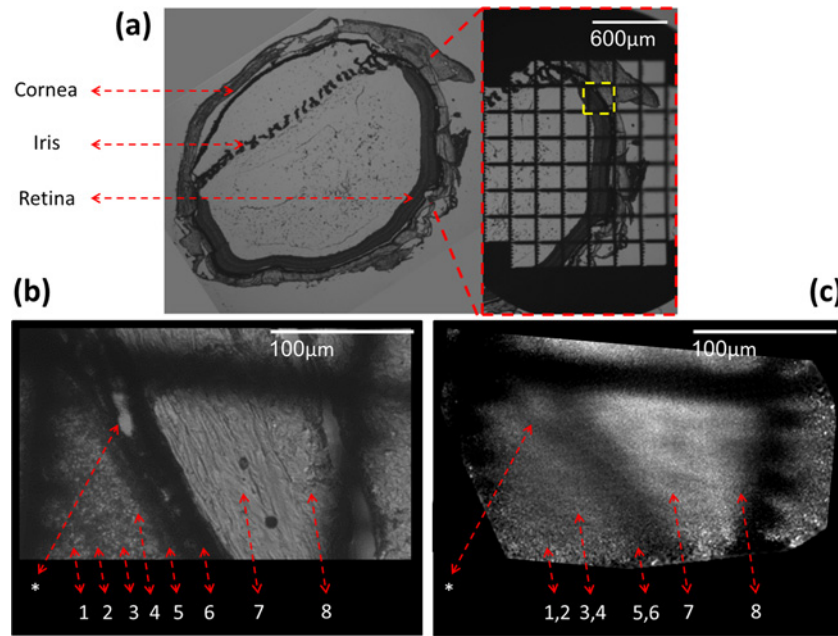 (a)
600μm
Cornea
Iris
Retina
(b)
(c)
100μm
100μm
*
1 2 3 4 5 6 7 8
*
1,2 3,4 5,6 7 8